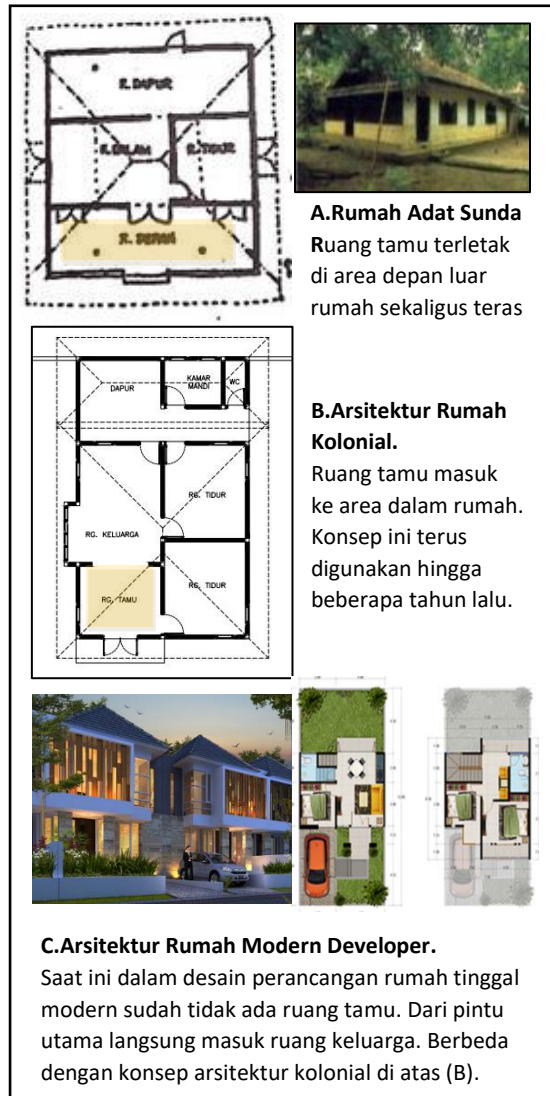 R. DAPUR
R. DALAM
R. TIDUR
R. SERAM
A.Rumah Adat Sunda
Ruang tamu terletak
di area depan luar
rumah sekaligus teras
DAPUR
KAMAR
MANDI
WC
RG. KELUARGA
RG. TIDUR
RG. TAMU
RG. TIDUR
B.Arsitektur Rumah
Kolonial.
Ruang tamu masuk
ke area dalam rumah.
Konsep ini terus
digunakan hingga
beberapa tahun lalu.
C.Arsitektur Rumah Modern Developer.
Saat ini dalam desain perancangan rumah tinggal
modern sudah tidak ada ruang tamu. Dari pintu
utama langsung masuk ruang keluarga. Berbeda
dengan konsep arsitektur kolonial di atas (B).